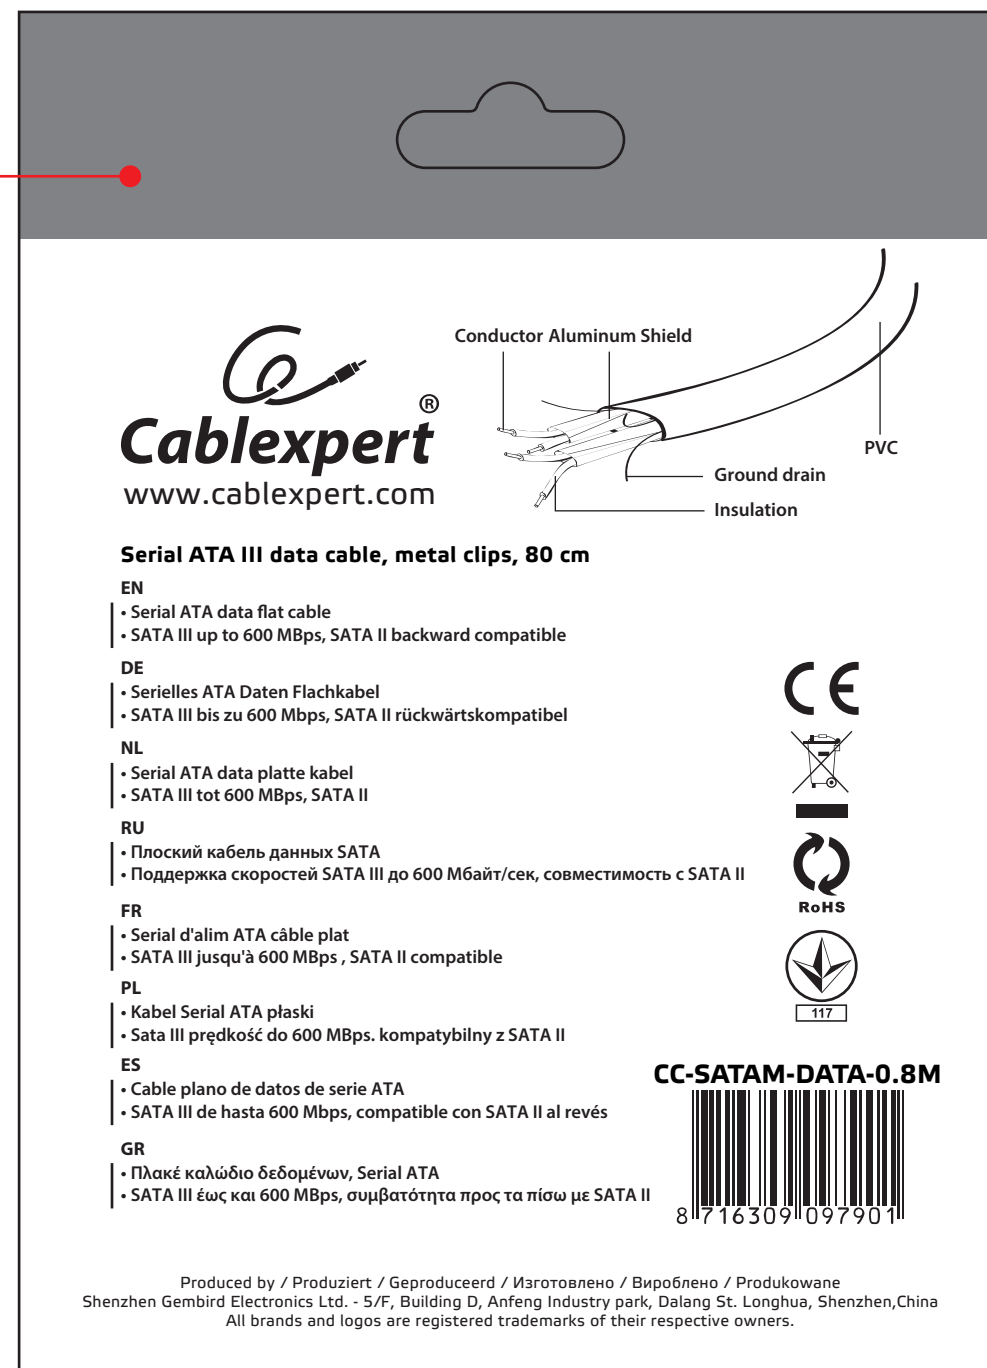 Conductor Aluminum Shield
PVC
Ground drain
Insulation
Cablexpert®
www.cablexpert.com
Serial ATA III data cable, metal clips, 80 cm
EN
• Serial ATA data flat cable
• SATA III up to 600 MBps, SATA II backward compatible
DE
• Serielles ATA Daten Flachkabel
• SATA III bis zu 600 Mbps, SATA II rückwärtskompatibel
NL
• Serial ATA data platte kabel
• SATA III tot 600 MBps, SATA II
RU
• Плоский кабель данных SATA
• Поддержка скоростей SATA III до 600 Мбайт/сек, совместимость с SATA II
FR
• Serial d'alim ATA câble plat
• SATA III jusqu'à 600 MBps , SATA II compatible
PL
• Kabel Serial ATA płaski
• Sata III prędkość do 600 MBps. kompatybilny z SATA II
ES
• Cable plano de datos de serie ATA
• SATA III de hasta 600 Mbps, compatible con SATA II al revés
GR
• Πλακέ καλώδιο δεδομένων, Serial ATA
• SATA III έως και 600 MBps, συμβατότητα προς τα πίσω με SATA II
CE
RoHS
117
CC-SATAM-DATA-0.8M
8 716309 097901
Produced by / Produziert / Geproduceerd / Изготовлено / Вироблено / Produkowane
Shenzhen Gembird Electronics Ltd. - 5/F, Building D, Anfeng Industry park, Dalang St. Longhua, Shenzhen,China
All brands and logos are registered trademarks of their respective owners.